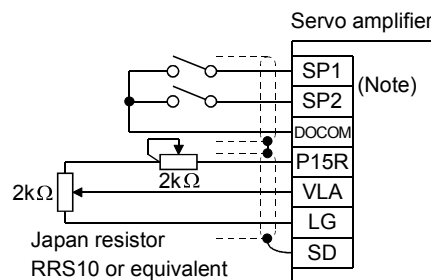 Servo amplifier
SP1
(Note)
SP2
DOCOM
P15R
2kΩ
2kΩ
VLA
LG
Japan resistor
RRS10 or equivalent
SD